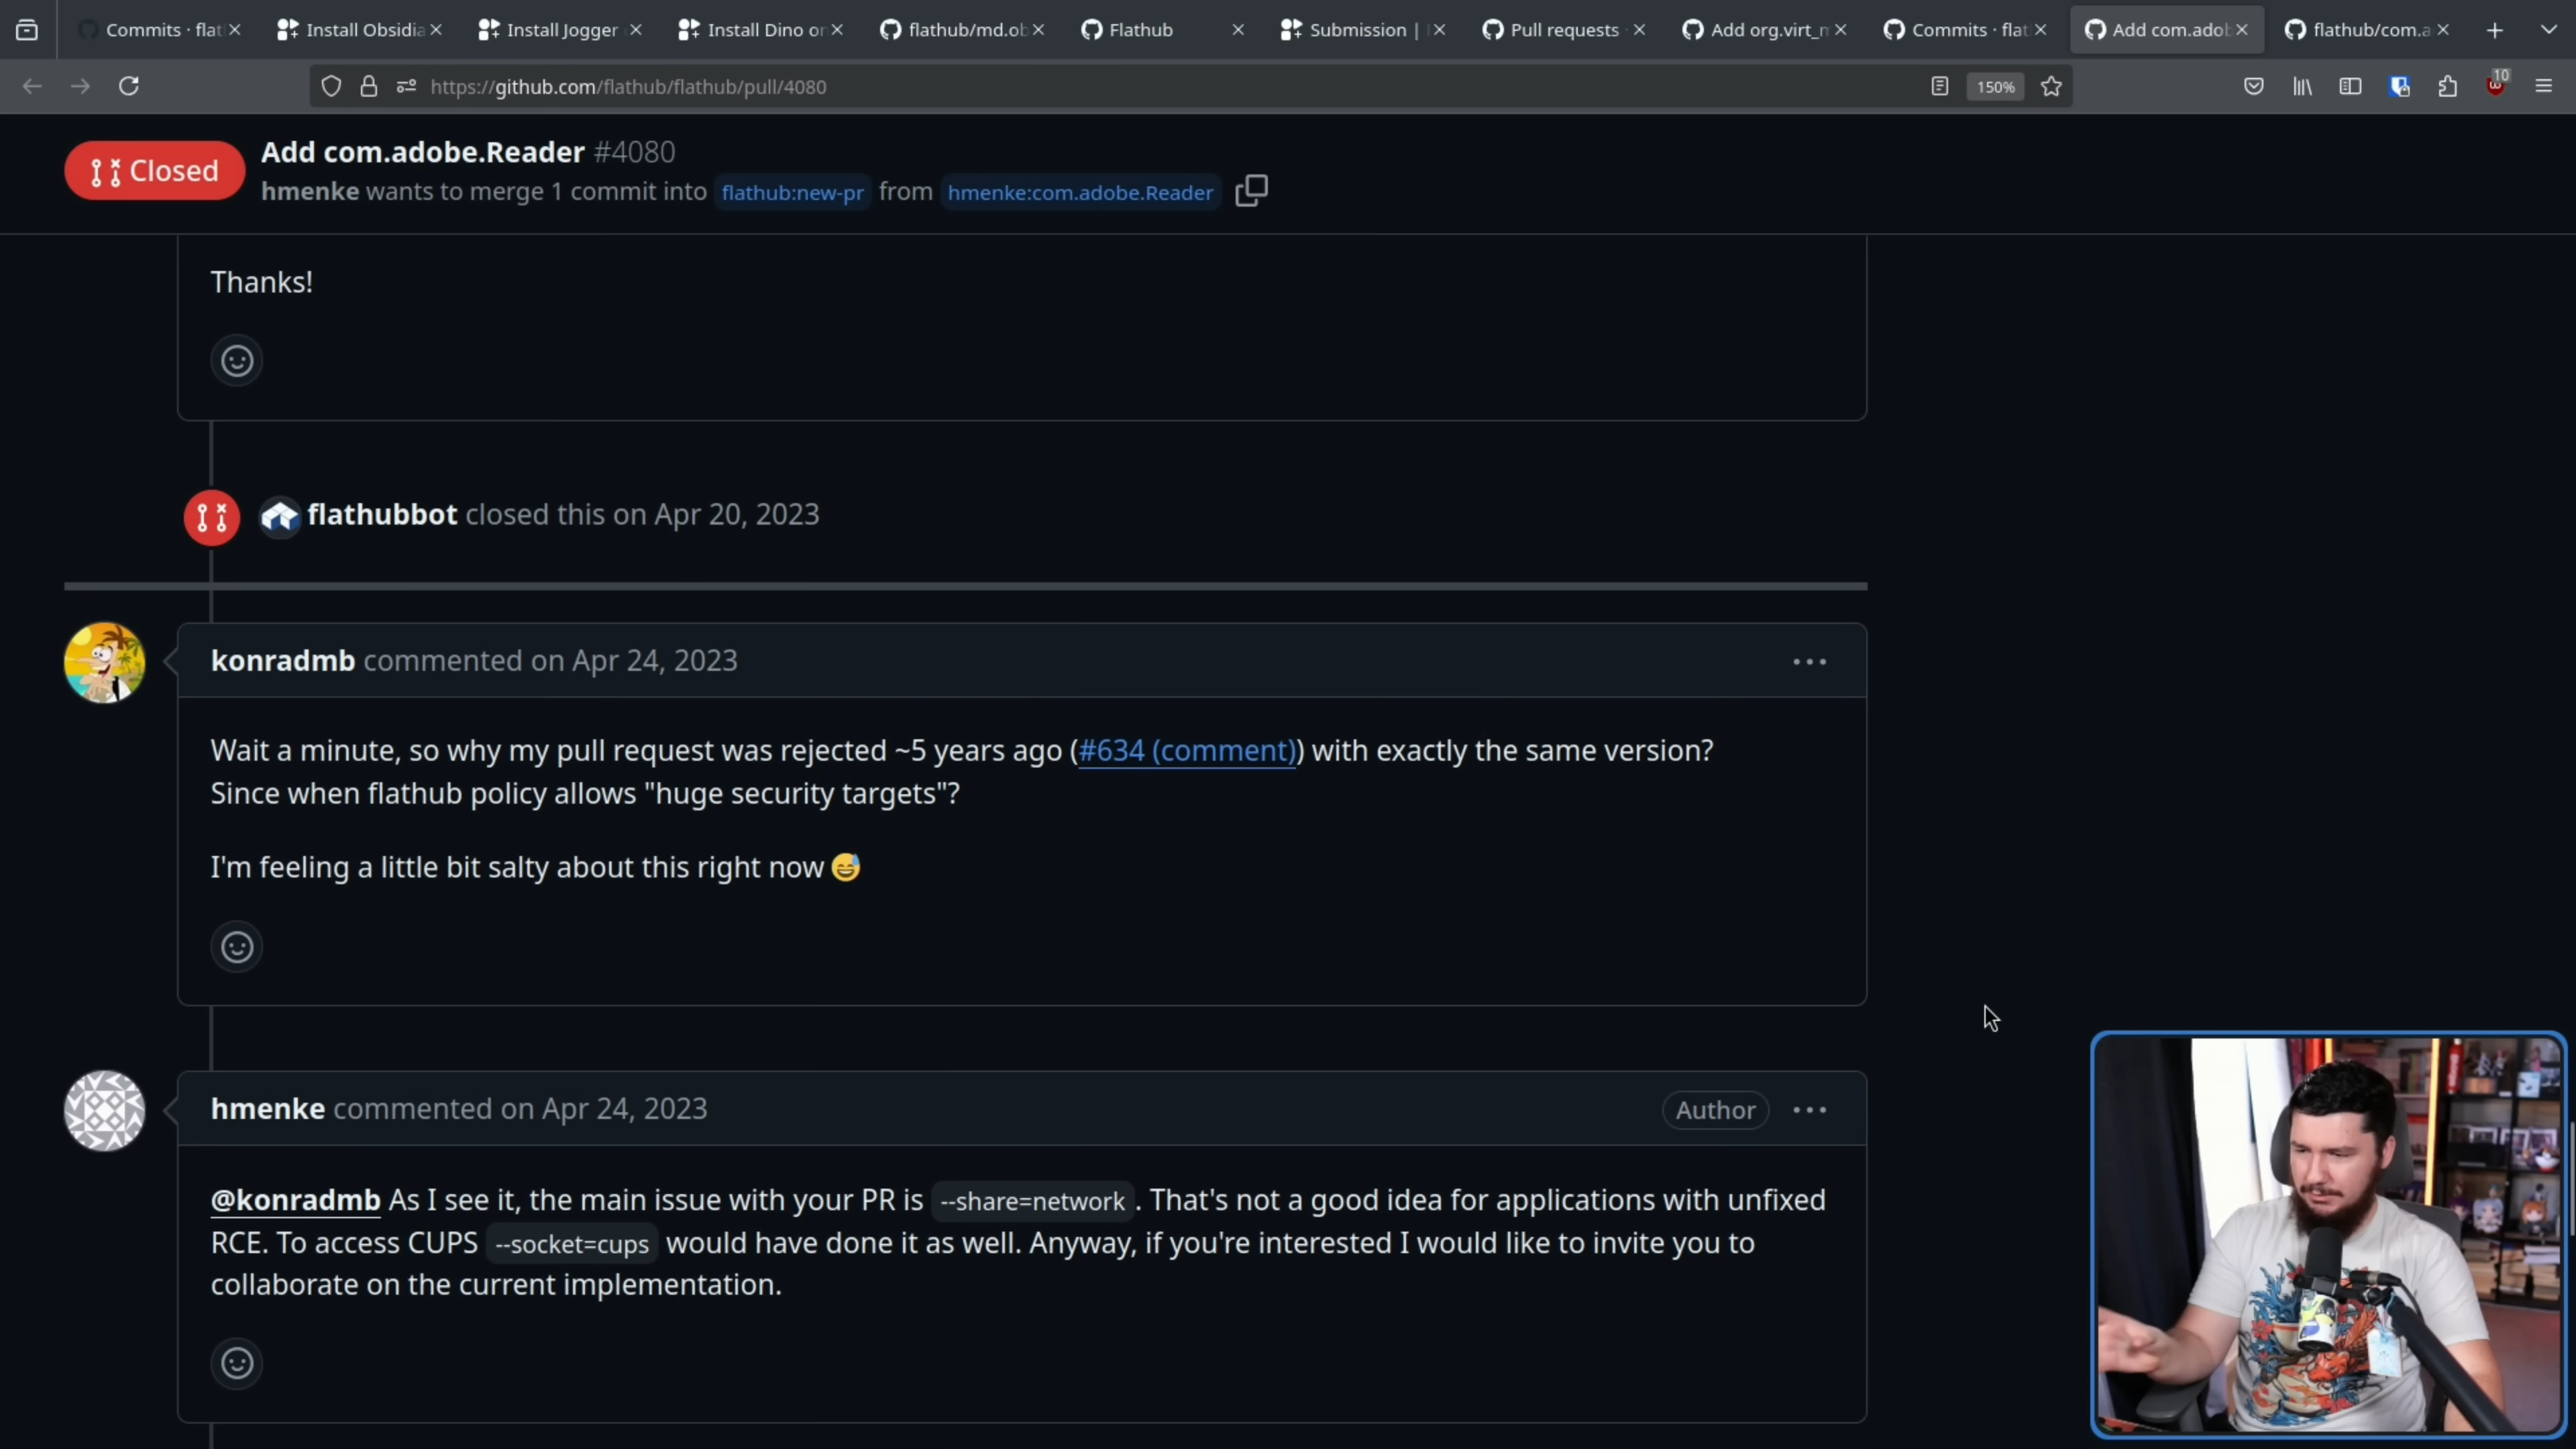 Commits · flat
Install Obsidia
Install Jogger
Install Dino or
flathub/md.ob
Flathub
Submission |
Pull requests
Add org.virt_m
Commits · flat
Add com.adob
flathub/com.a
https://github.com/flathub/flathub/pull/4080
150%
10
Closed
Add com.adobe.Reader #4080
hmenke wants to merge 1 commit into flathub:new-pr from hmenke:com.adobe.Reader
Thanks!
flathubbot closed this on Apr 20, 2023
konradmb commented on Apr 24, 2023
Wait a minute, so why my pull request was rejected ~5 years ago (#634 (comment)) with exactly the same version?
Since when flathub policy allows "huge security targets"?
I'm feeling a little bit salty about this right now 😅
hmenke commented on Apr 24, 2023
Author
@konradmb As I see it, the main issue with your PR is --share=network . That's not a good idea for applications with unfixed
RCE. To access CUPS --socket=cups would have done it as well. Anyway, if you're interested I would like to invite you to
collaborate on the current implementation.